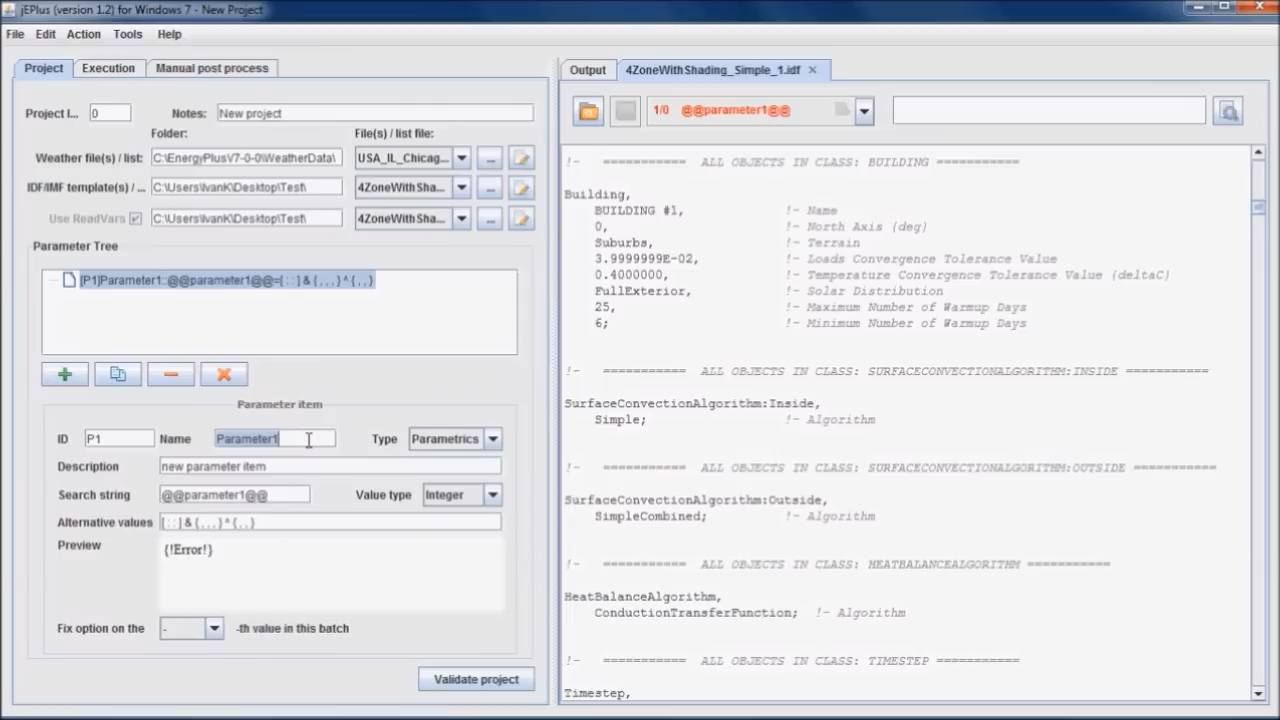 jEPlus (version 1.2) for Windows 7 - New Project
File Edit Action Tools Help
Project Execution Manual post process
Project I... 0 Notes: New project
Folder: File(s) / list file:
Weather file(s) / list: C:\EnergyPlusV7-0-0\WeatherData\ USA_IL_Chicag... ...
IDF/IMF template(s) / ... C:\Users\IvanK\Desktop\Test\ 4ZoneWithSha... ...
Use ReadVars C:\Users\IvanK\Desktop\Test\ 4ZoneWithSha... ...
Parameter Tree
[P1]Parameter1::@@parameter1@@=[ : : ] & { , , , } ^ { , , }
Parameter item
ID P1 Name Parameter1 Type Parametrics
Description new parameter item
Search string @@parameter1@@ Value type Integer
Alternative values [ : : ] & { , , , } ^ { , , }
Preview {!Error!}
Fix option on the - -th value in this batch
Validate project
Output 4ZoneWithShading_Simple_1.idf
1/0 @@parameter1@@
!- =========== ALL OBJECTS IN CLASS: BUILDING ===========
Building,
BUILDING #1, !- Name
0, !- North Axis {deg}
Suburbs, !- Terrain
3.9999999E-02, !- Loads Convergence Tolerance Value
0.4000000, !- Temperature Convergence Tolerance Value {deltaC}
FullExterior, !- Solar Distribution
25, !- Maximum Number of Warmup Days
6; !- Minimum Number of Warmup Days
!- =========== ALL OBJECTS IN CLASS: SURFACECONVECTIONALGORITHM:INSIDE ===========
SurfaceConvectionAlgorithm:Inside,
Simple; !- Algorithm
!- =========== ALL OBJECTS IN CLASS: SURFACECONVECTIONALGORITHM:OUTSIDE ===========
SurfaceConvectionAlgorithm:Outside,
SimpleCombined; !- Algorithm
!- =========== ALL OBJECTS IN CLASS: HEATBALANCEALGORITHM ===========
HeatBalanceAlgorithm,
ConductionTransferFunction; !- Algorithm
!- =========== ALL OBJECTS IN CLASS: TIMESTEP ===========
Timestep,